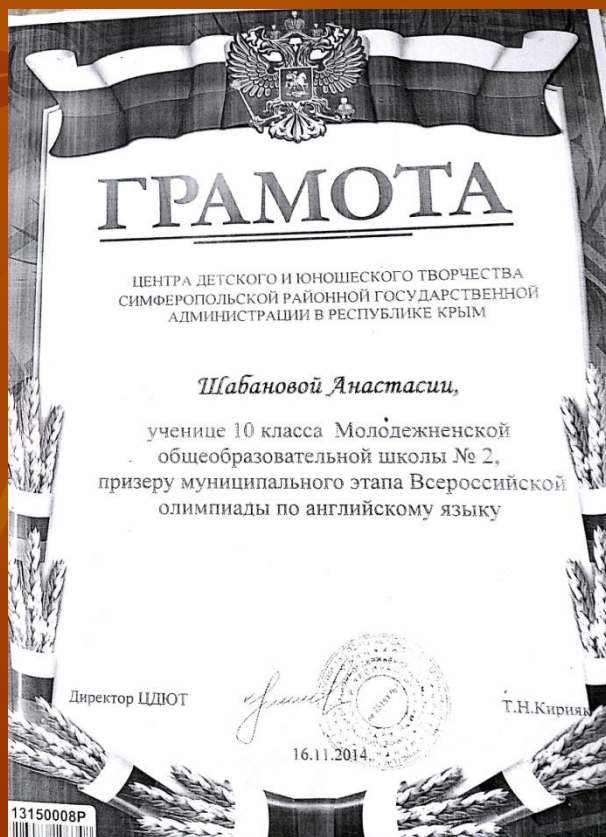 ГРАМОТА
ЦЕНТРА ДЕТСКОГО И ЮНОШЕСКОГО ТВОРЧЕСТВА
СИМФЕРОПОЛЬСКОЙ РАЙОННОЙ ГОСУДАРСТВЕННОЙ
АДМИНИСТРАЦИИ В РЕСПУБЛИКЕ КРЫМ
Шабановой Анастасии,
ученице 10 класса Молодежненской
общеобразовательной школы № 2,
призеру муниципального этапа Всероссийской
олимпиады по английскому языку
Директор ЦДЮТ
Т.Н.Кирияк
16.11.2014
13150008Р